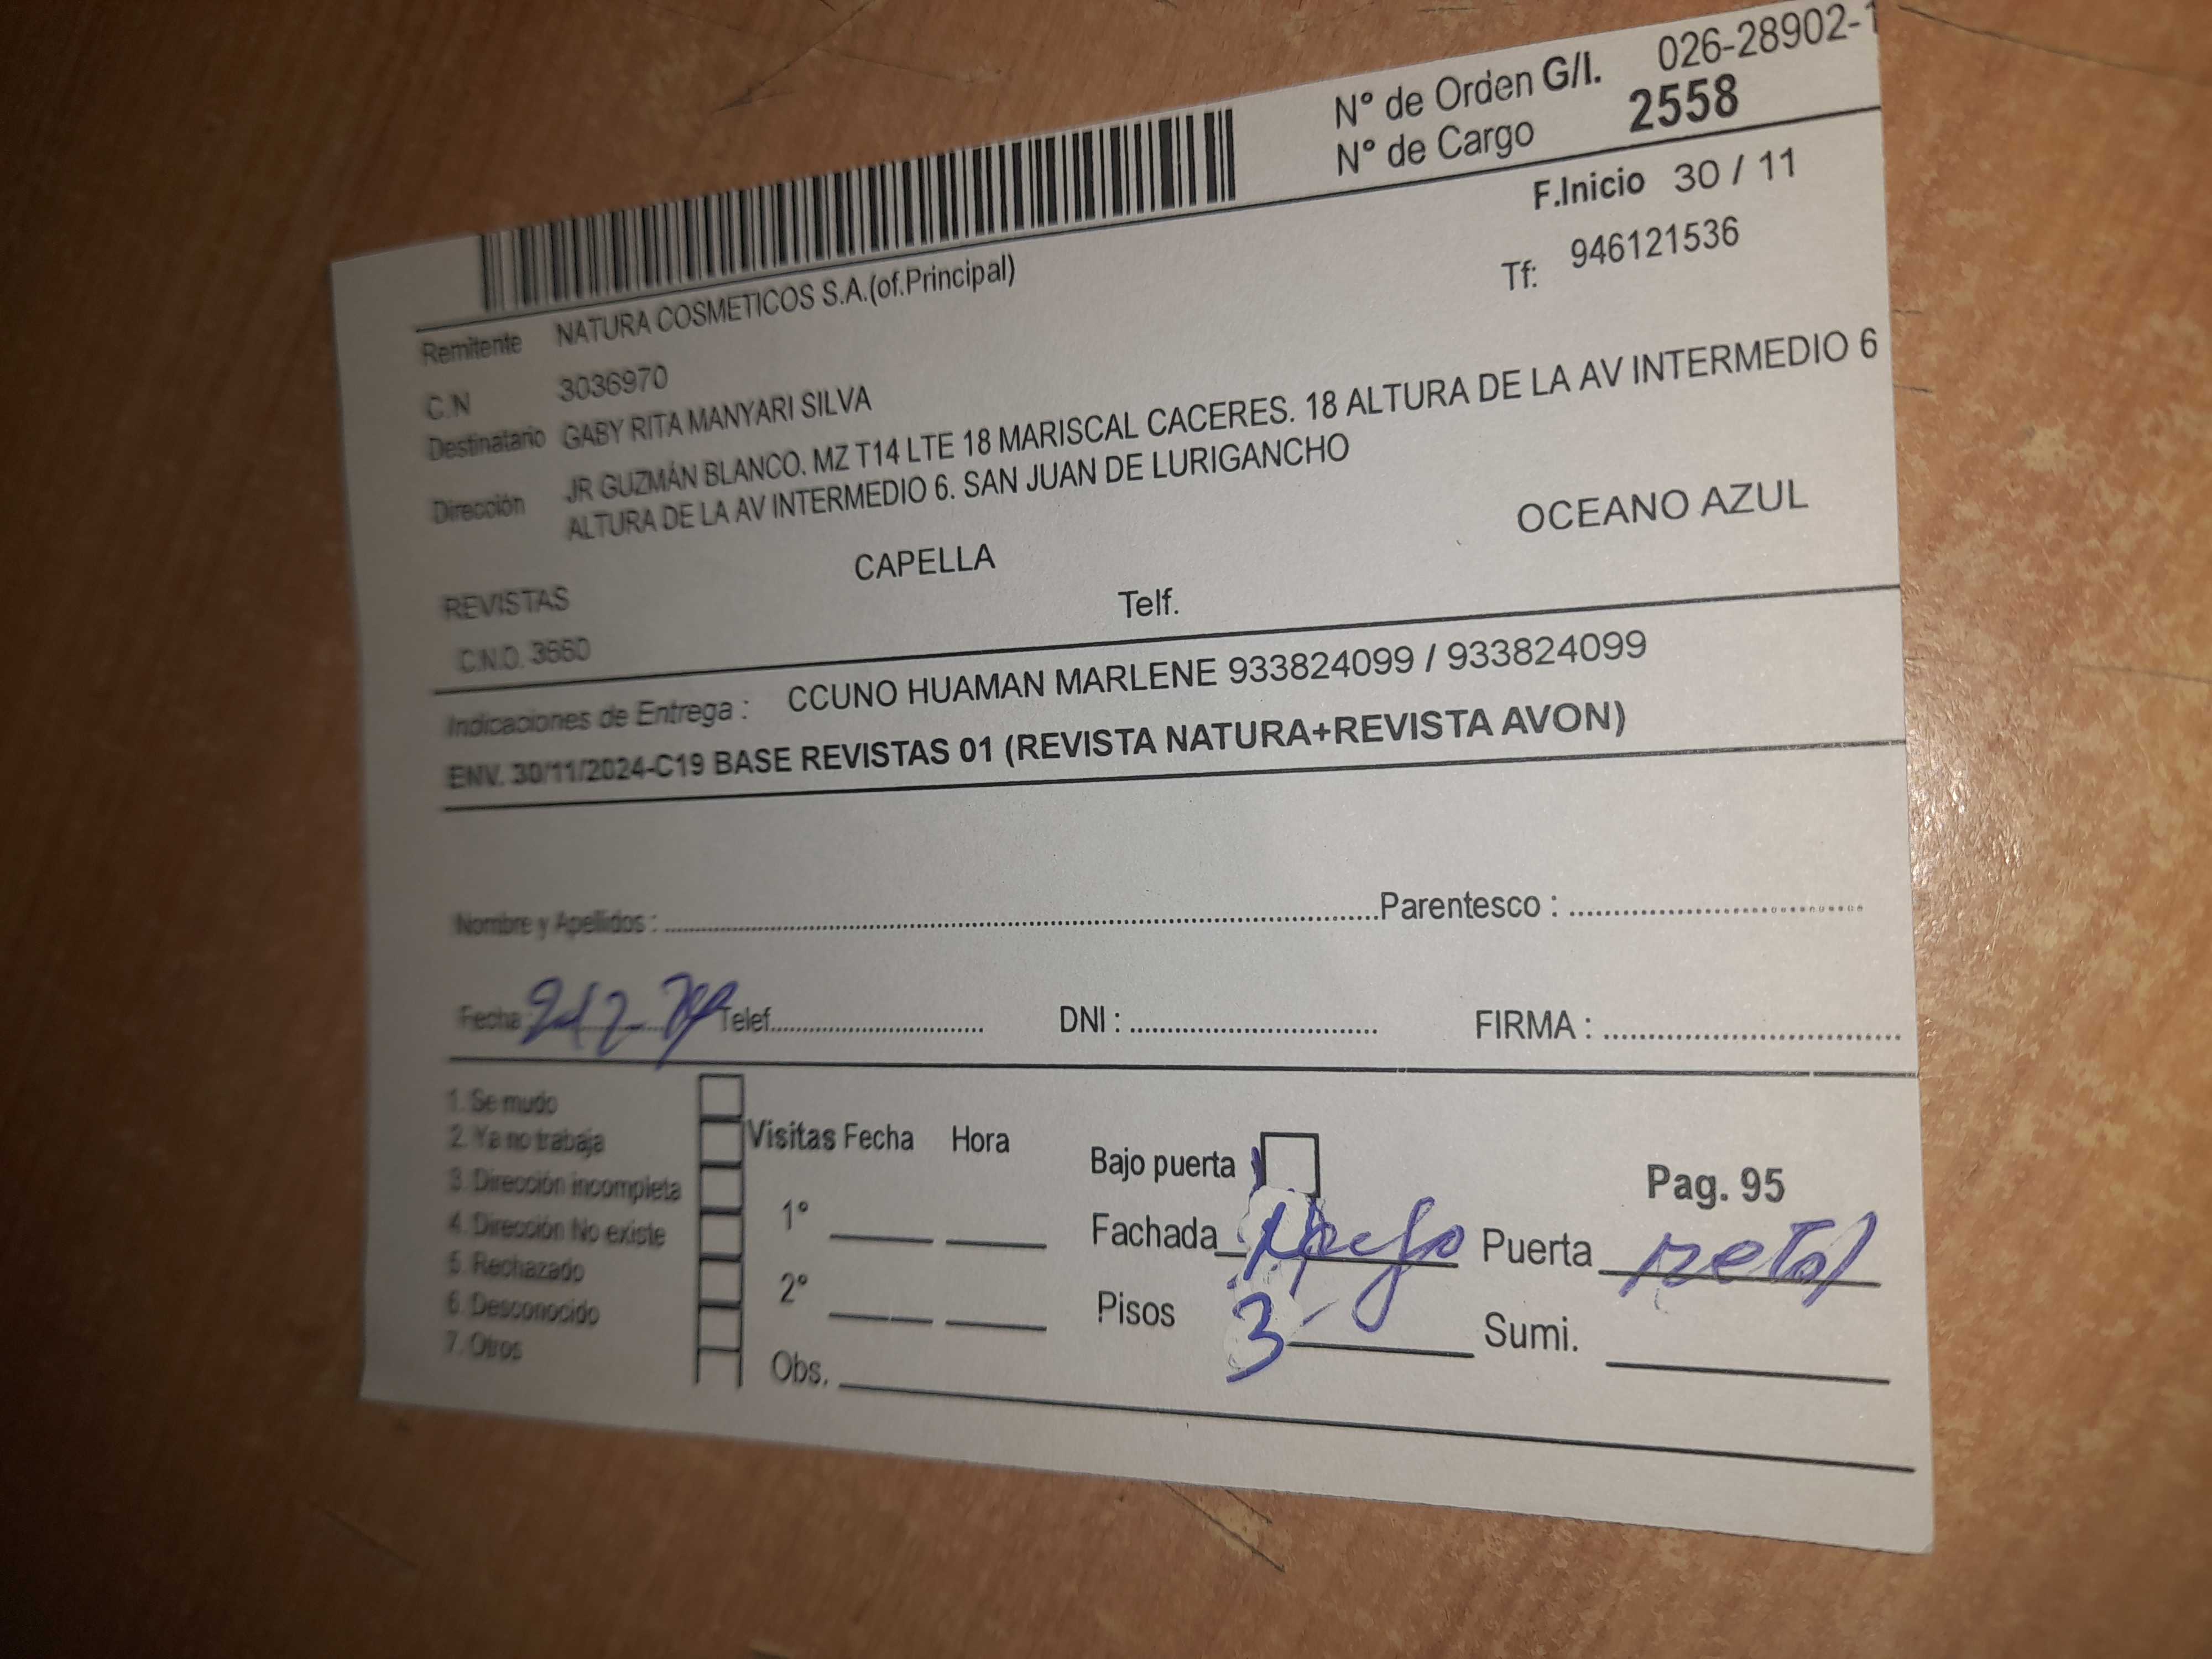 Nº de Orden G/I. 026-28902-1
Nº de Cargo 2558
F.Inicio 30 / 11
Remitente NATURA COSMETICOS S.A.(of.Principal)
Tf: 946121536
C.N 3036970
Destinatario GABY RITA MANYARI SILVA
Dirección JR GUZMÁN BLANCO. MZ T14 LTE 18 MARISCAL CACERES. 18 ALTURA DE LA AV INTERMEDIO 6
ALTURA DE LA AV INTERMEDIO 6. SAN JUAN DE LURIGANCHO
REVISTAS CAPELLA OCEANO AZUL
C.N.O. 3660 Telf.
Indicaciones de Entrega : CCUNO HUAMAN MARLENE 933824099 / 933824099
ENV. 30/11/2024-C19 BASE REVISTAS 01 (REVISTA NATURA+REVISTA AVON)
Nombre y Apellidos : Parentesco :
Fecha Telef. DNI : FIRMA :
1. Se mudo
2. Ya no trabaja
3. Dirección incompleta
4. Dirección No existe
5. Rechazado
6. Desconocido
7. Otros
Visitas Fecha Hora
1º
2º
Obs.
Bajo puerta
Pag. 95
Fachada Puerta metal
Pisos 3 Sumi.